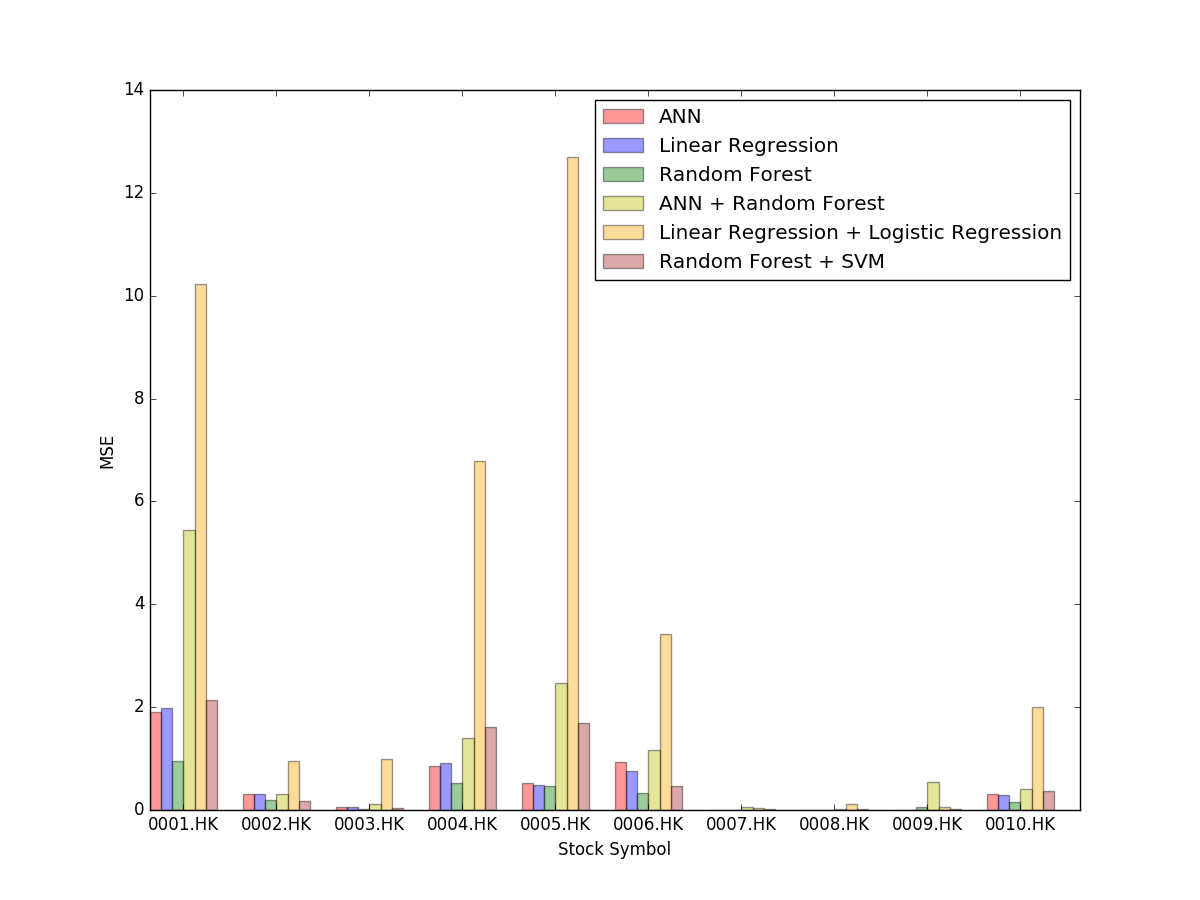 14
12
10
8
6
4
2
0
MSE
ANN
Linear Regression
Random Forest
ANN + Random Forest
Linear Regression + Logistic Regression
Random Forest + SVM
0001.HK 0002.HK 0003.HK 0004.HK 0005.HK 0006.HK 0007.HK 0008.HK 0009.HK 0010.HK
Stock Symbol